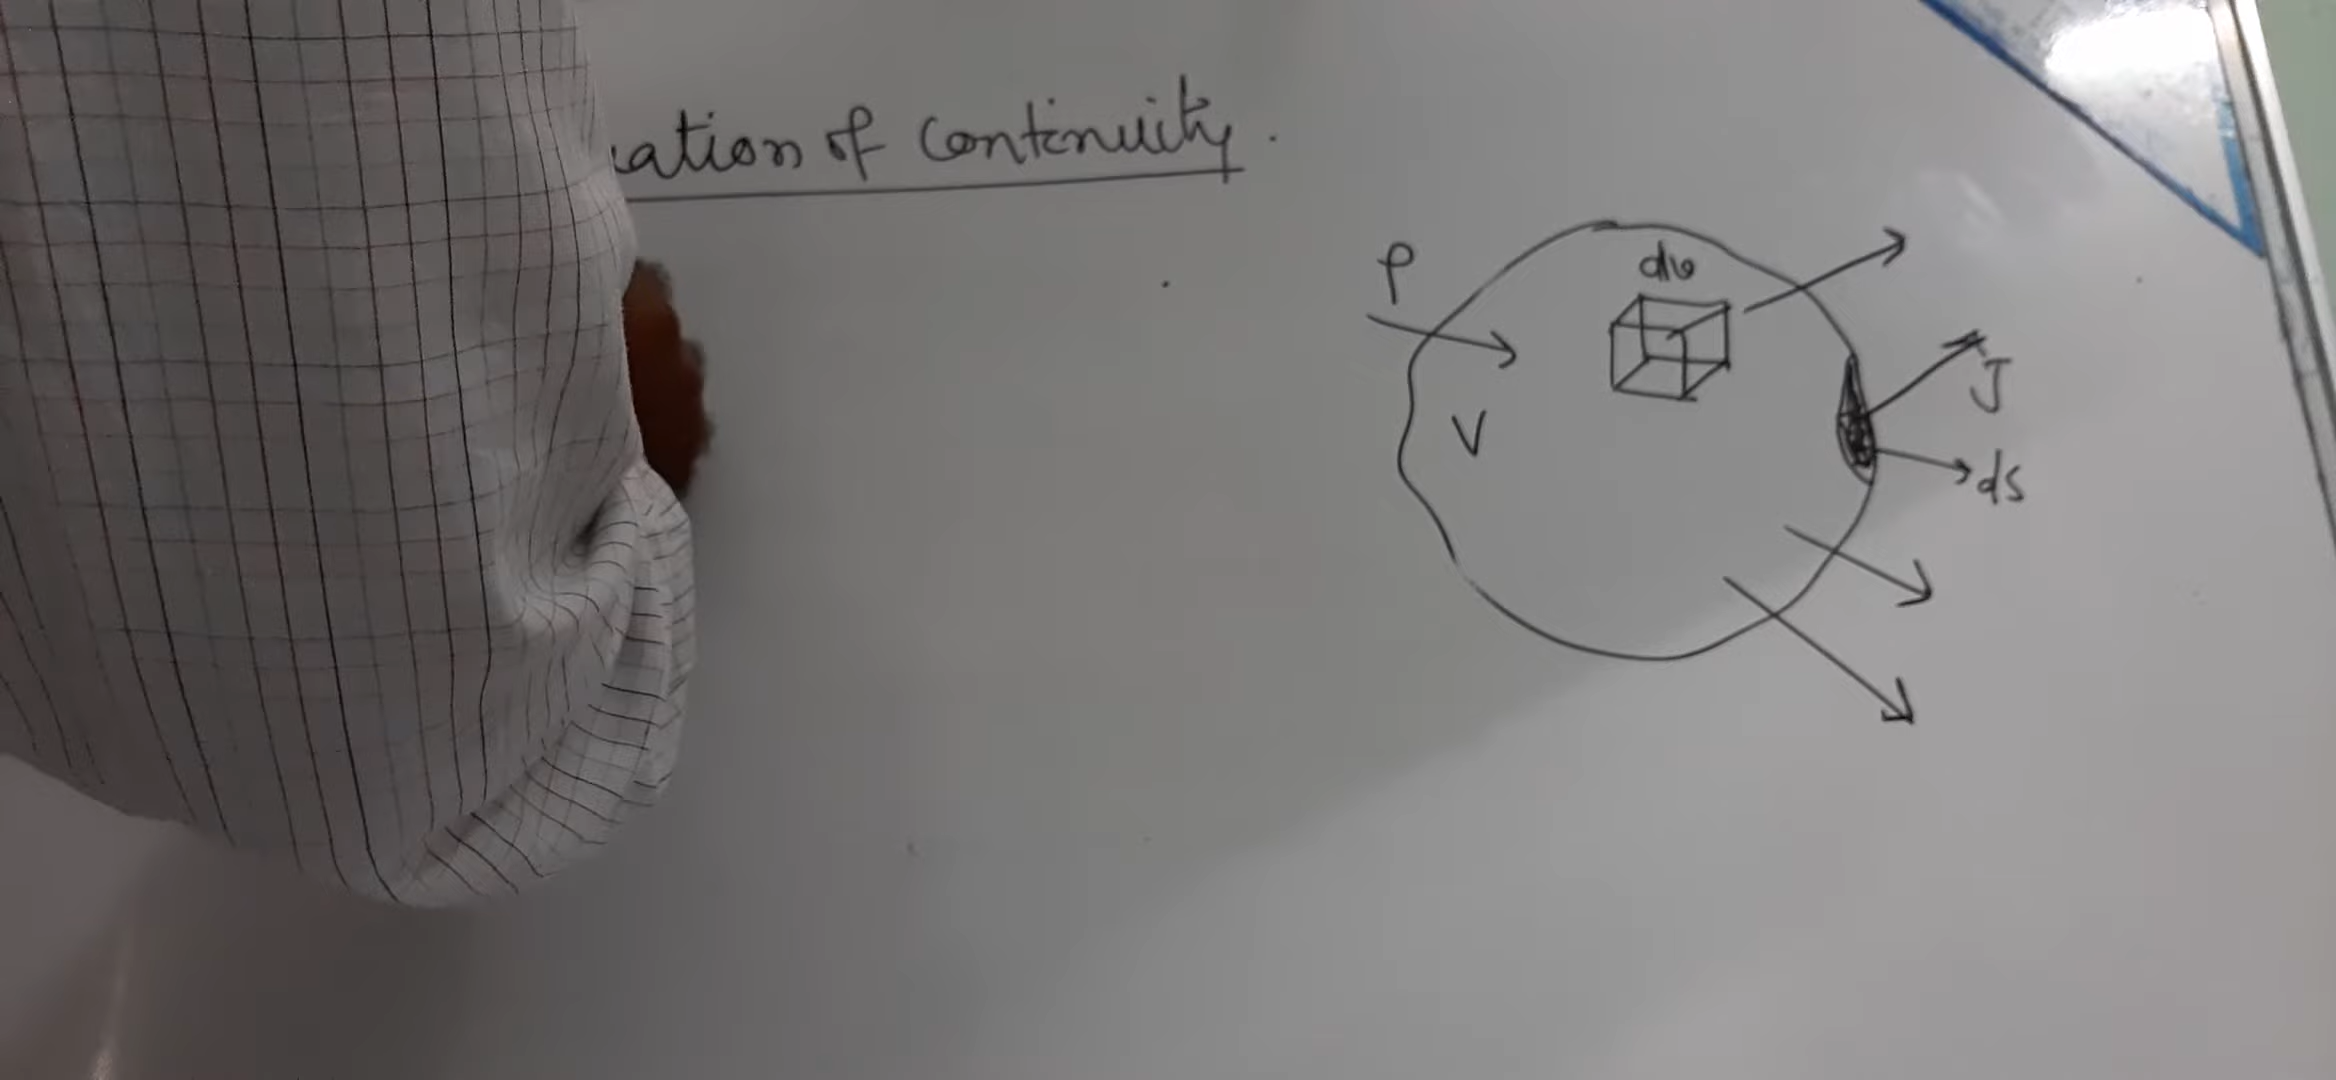 ation of continuity.
ρ
dv
V
J
ds